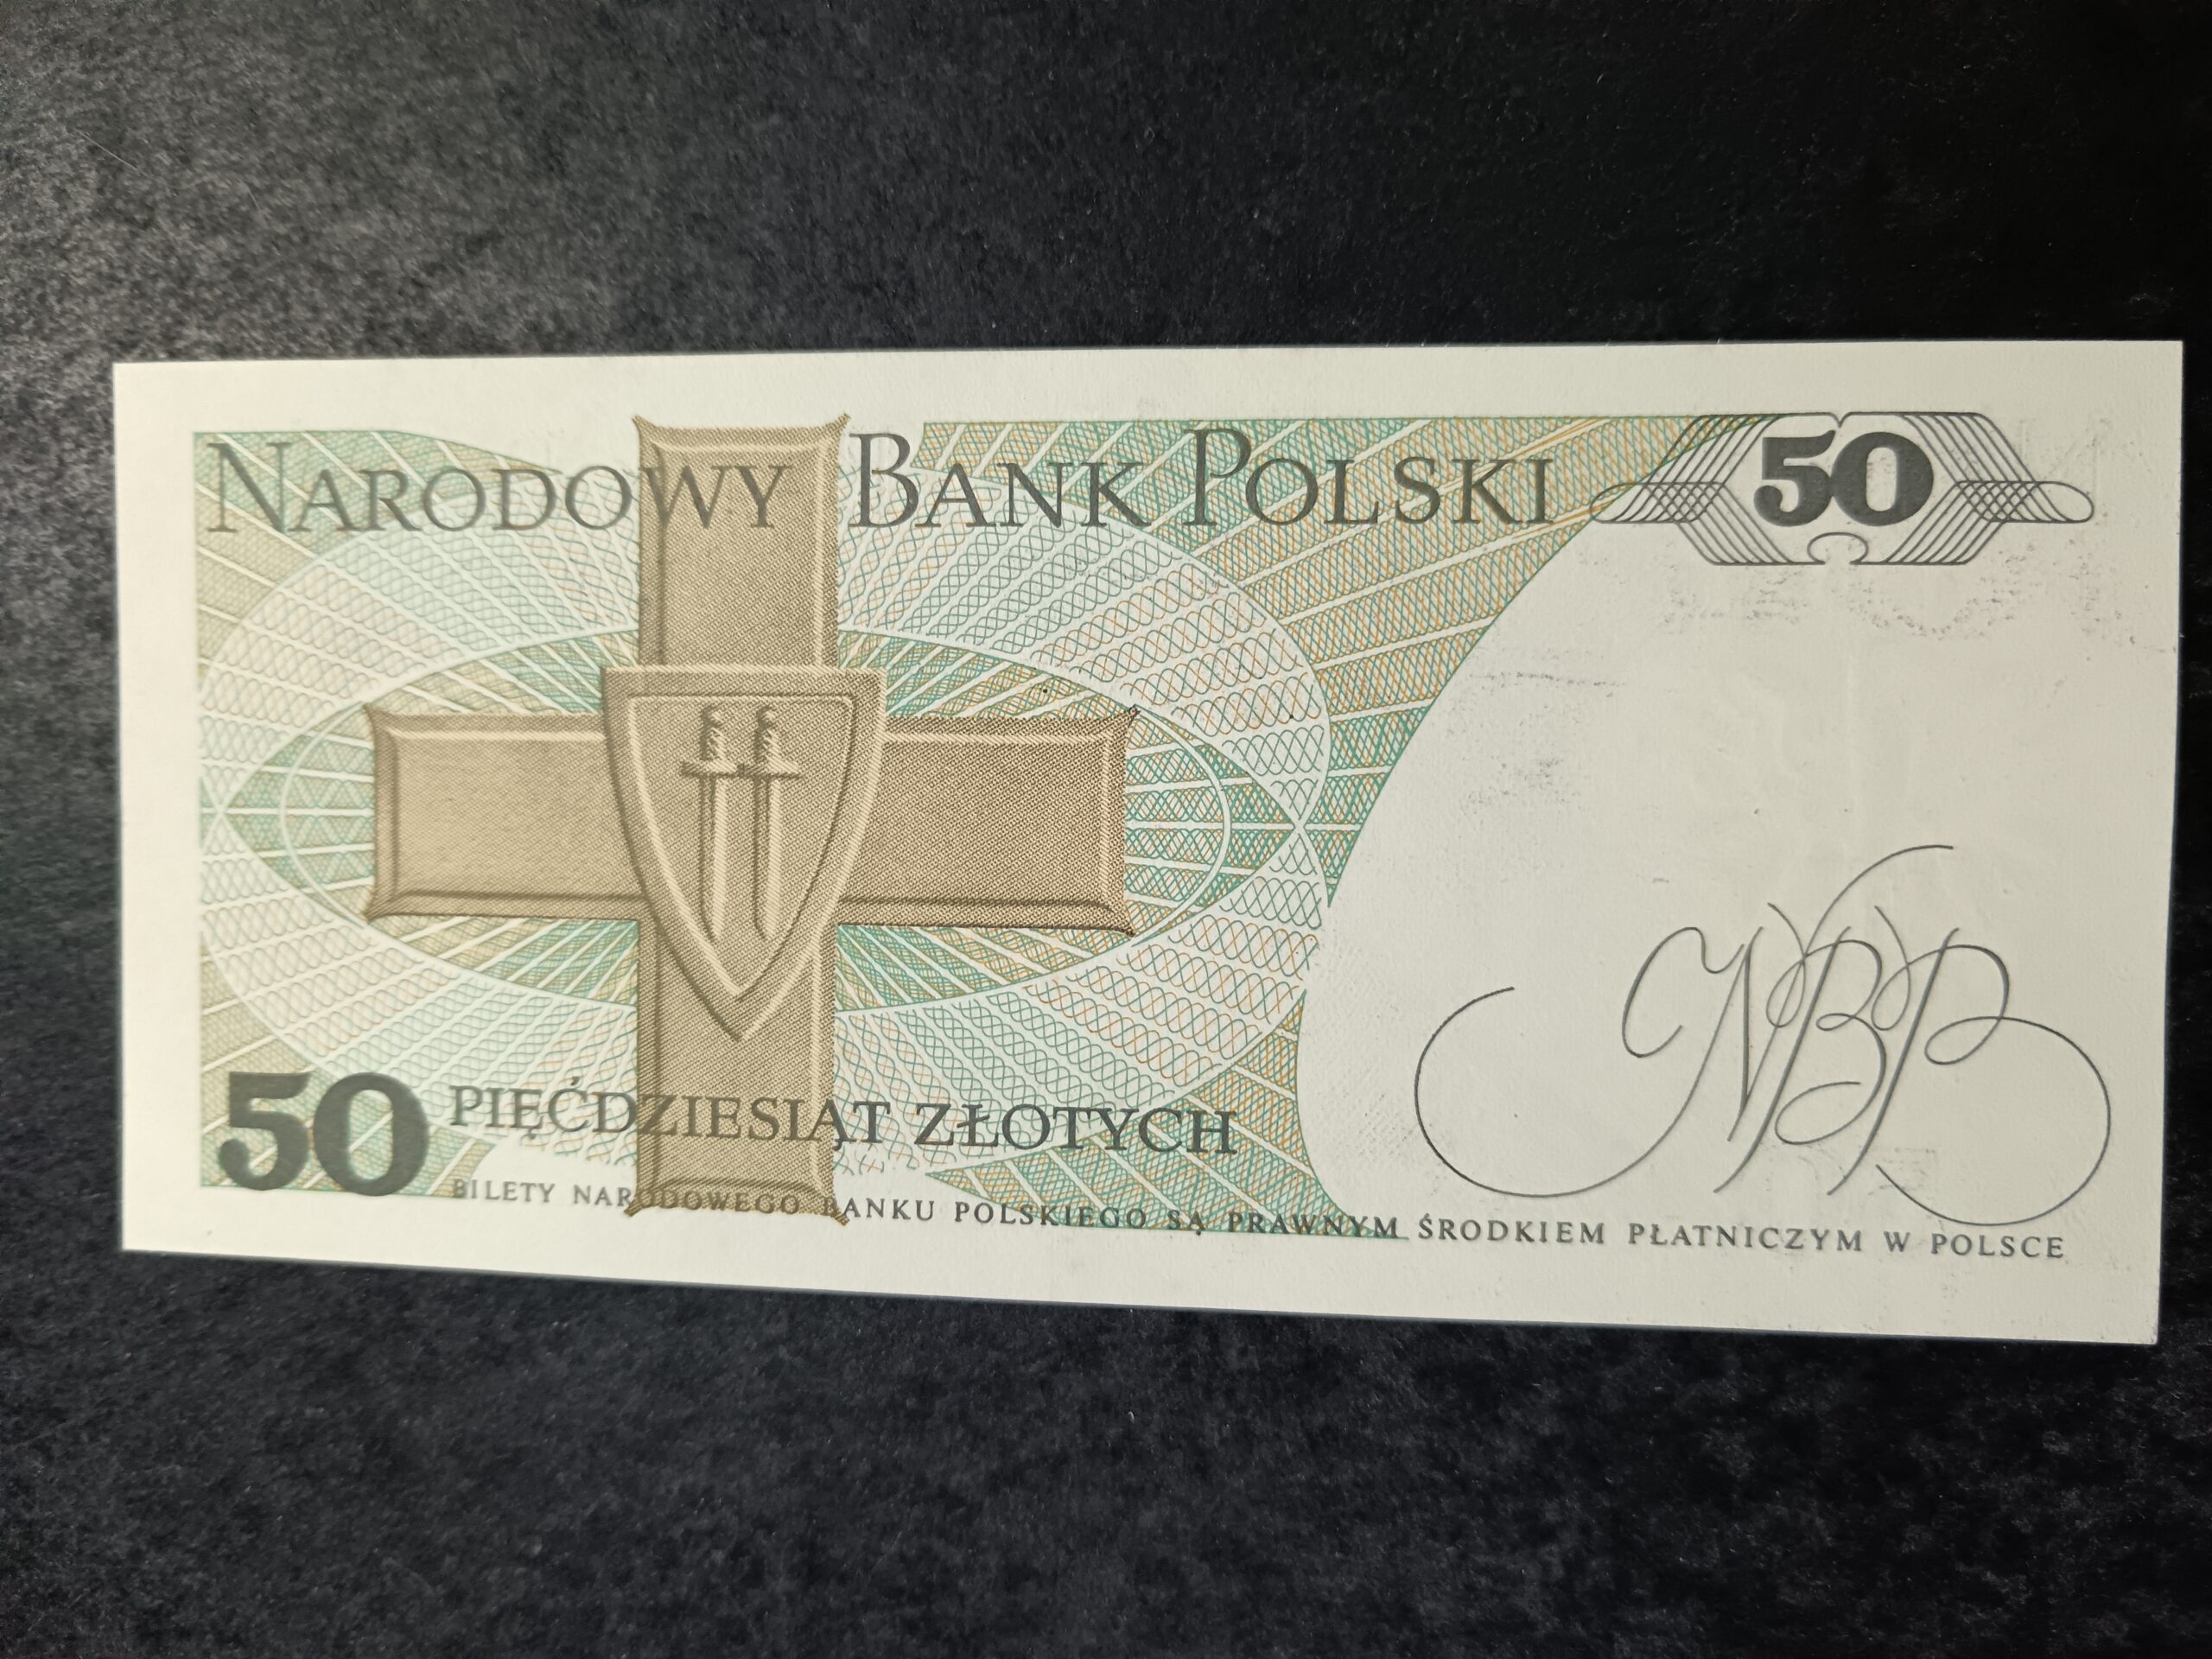 NARODOWY BANK POLSKI 50
NBP
50 PIĘĆDZIESIĄT ZŁOTYCH
BILETY NARODOWEGO BANKU POLSKIEGO SĄ PRAWNYM ŚRODKIEM PŁATNICZYM W POLSCE